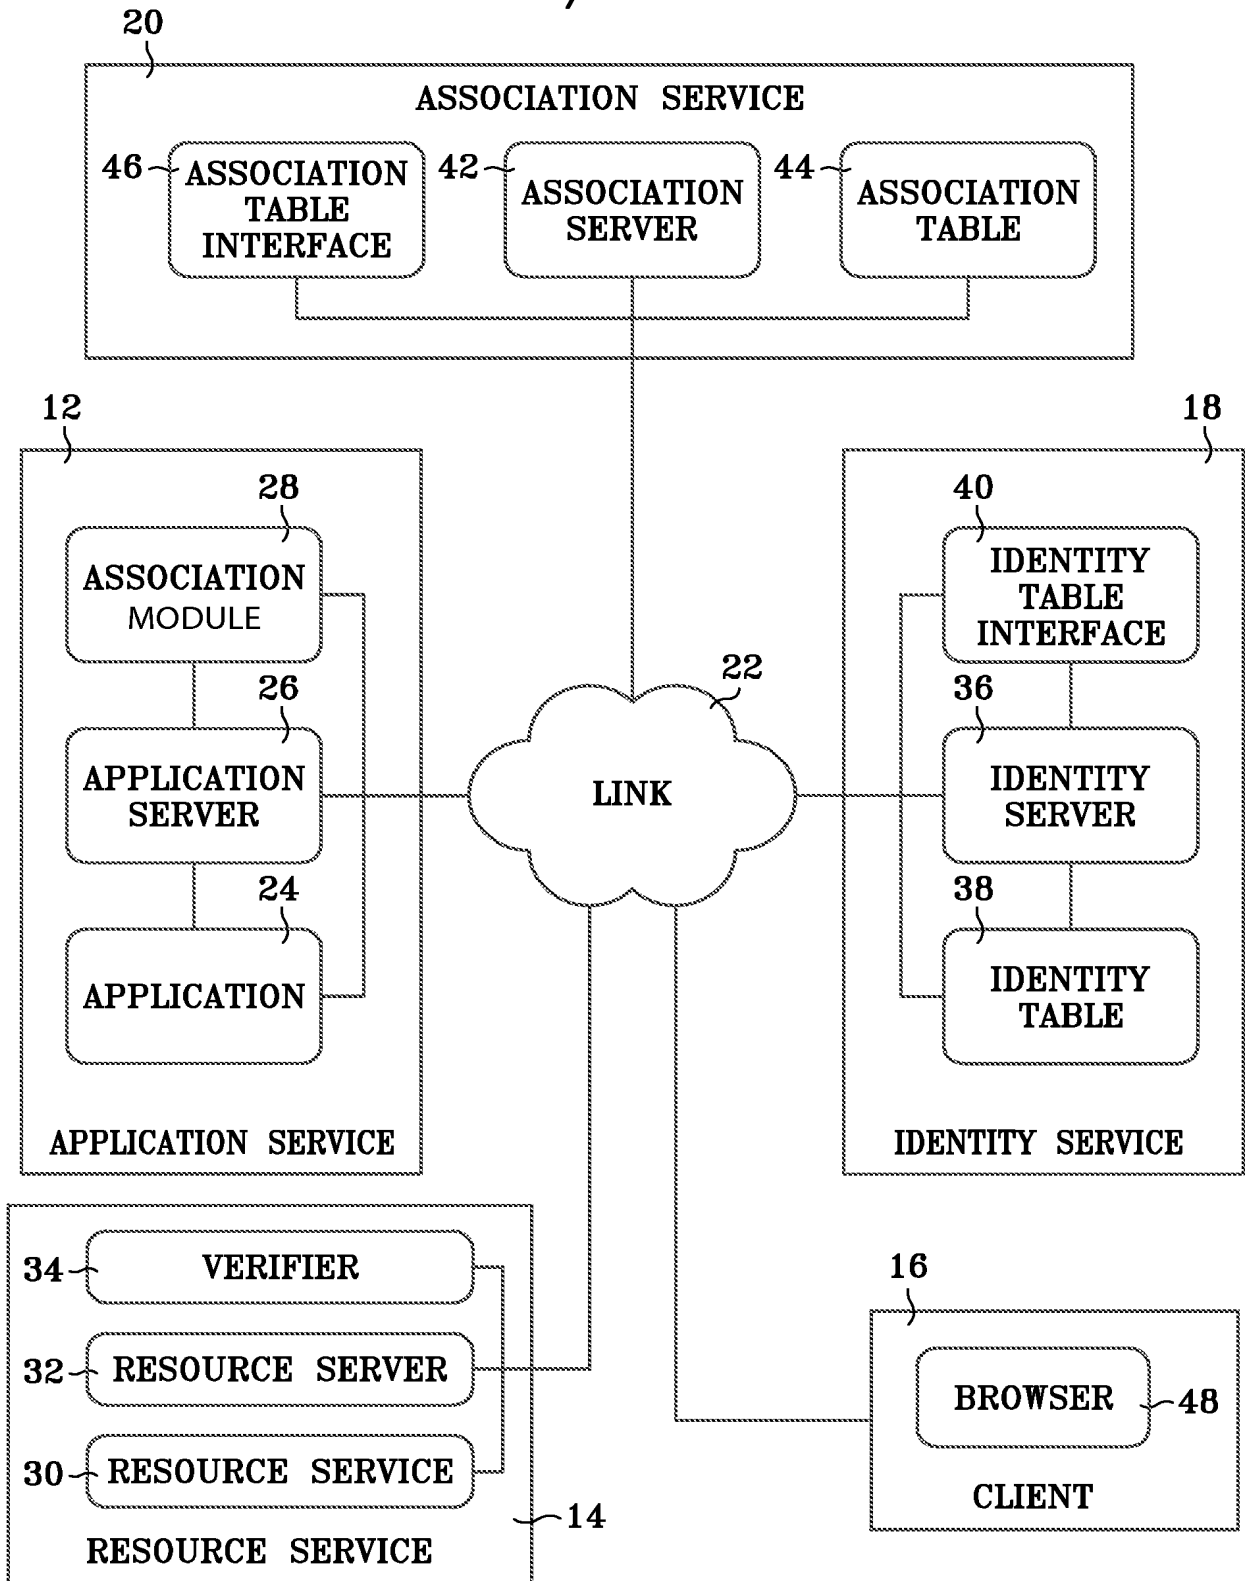 20
ASSOCIATION SERVICE
46
ASSOCIATION
TABLE
INTERFACE
42
ASSOCIATION
SERVER
44
ASSOCIATION
TABLE
12
28
ASSOCIATION
MODULE
26
APPLICATION
SERVER
24
APPLICATION
APPLICATION SERVICE
22
LINK
18
40
IDENTITY
TABLE
INTERFACE
36
IDENTITY
SERVER
38
IDENTITY
TABLE
IDENTITY SERVICE
34
VERIFIER
32
RESOURCE SERVER
30
RESOURCE SERVICE
14
RESOURCE SERVICE
16
BROWSER
48
CLIENT